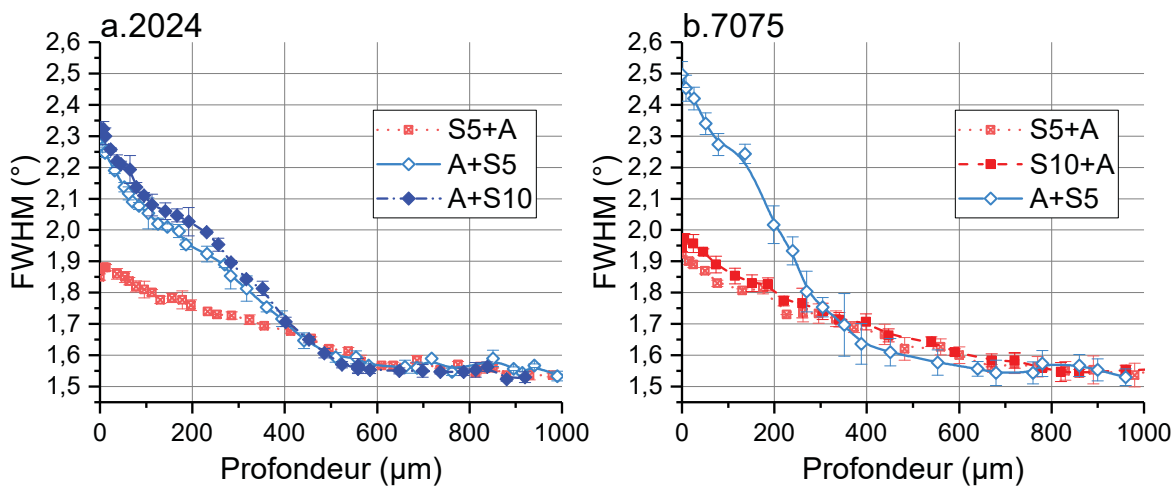 a.2024
2,6
2,5
2,4
2,3
2,2
2,1
2,0
1,9
1,8
1,7
1,6
1,5
FWHM (°)
0 200 400 600 800 1000
Profondeur (µm)
S5+A
A+S5
A+S10
b.7075
2,6
2,5
2,4
2,3
2,2
2,1
2,0
1,9
1,8
1,7
1,6
1,5
FWHM (°)
0 200 400 600 800 1000
Profondeur (µm)
S5+A
S10+A
A+S5